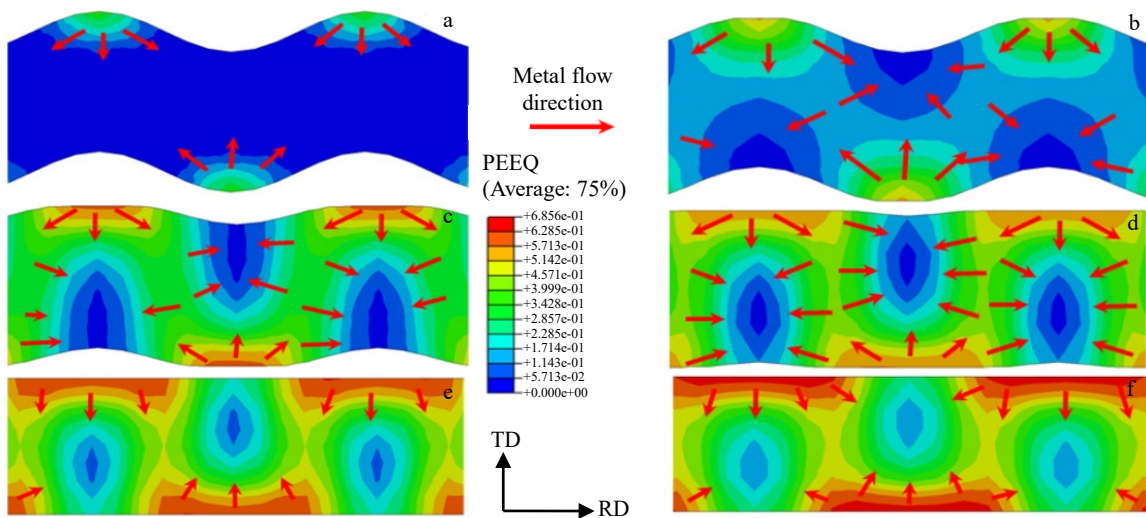 a
b
Metal flow
direction
PEEQ
(Average: 75%)
+6.856e-01
+6.285e-01
+5.713e-01
+5.142e-01
+4.571e-01
+3.999e-01
+3.428e-01
+2.857e-01
+2.285e-01
+1.714e-01
+1.143e-01
+5.713e-02
+0.000e+00
c
d
e
f
TD
RD